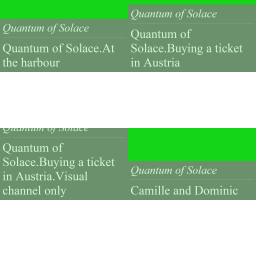 Quantum of Solace
Quantum of Solace.At
the harbour
Quantum of Solace
Quantum of
Solace.Buying a ticket
in Austria
Quantum of Solace
Quantum of
Solace.Buying a ticket
in Austria.Visual
channel only
Quantum of Solace
Camille and Dominic